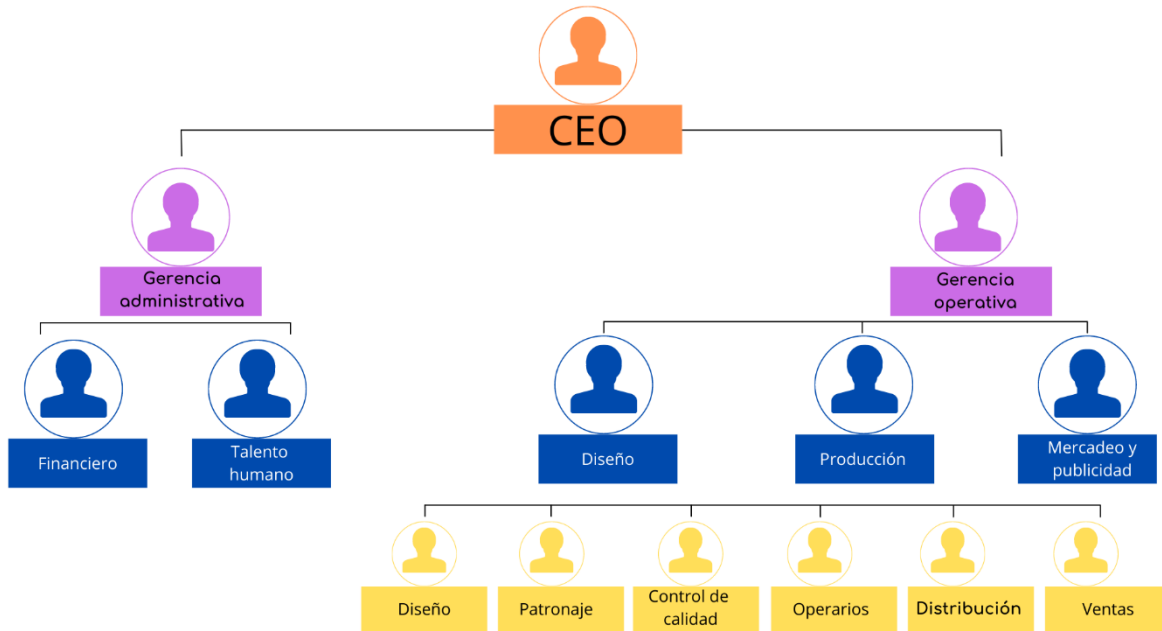 CEO
Gerencia
administrativa
Gerencia
operativa
Financiero
Talento
humano
Diseño
Producción
Mercadeo y
publicidad
Diseño
Patronaje
Control de
calidad
Operarios
Distribución
Ventas